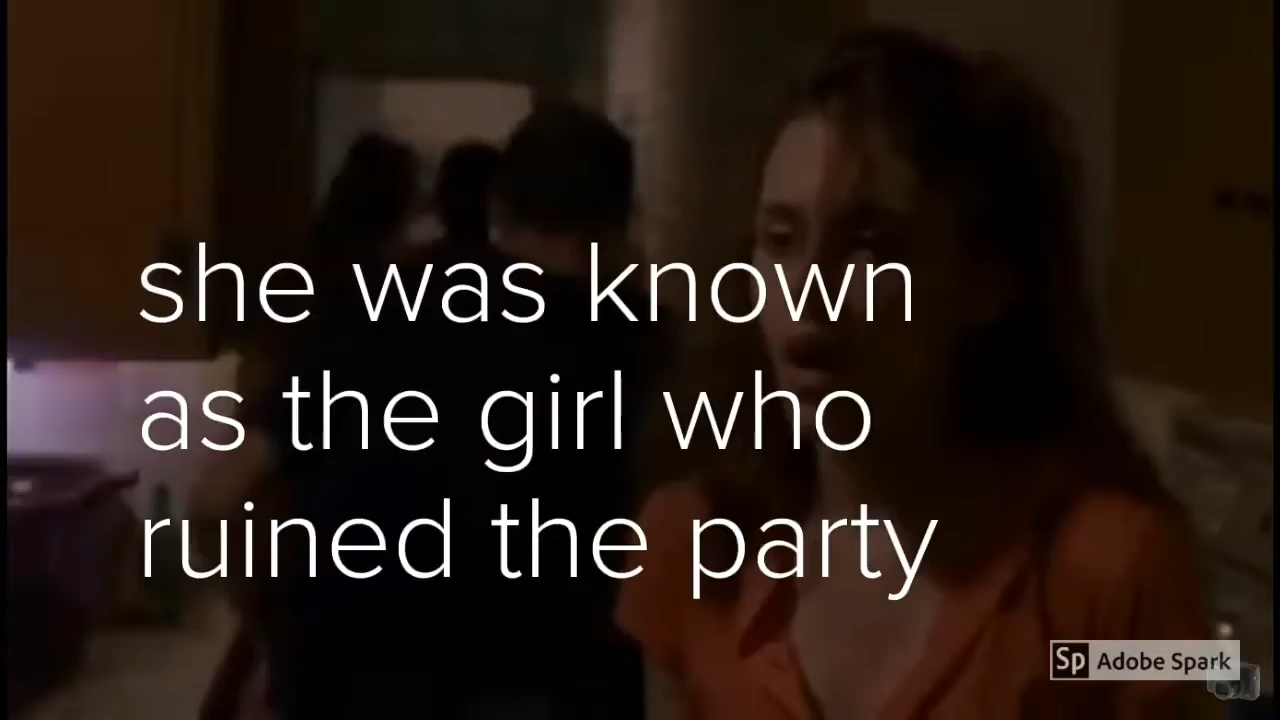 she was known
as the girl who
ruined the party
Sp Adobe Spark